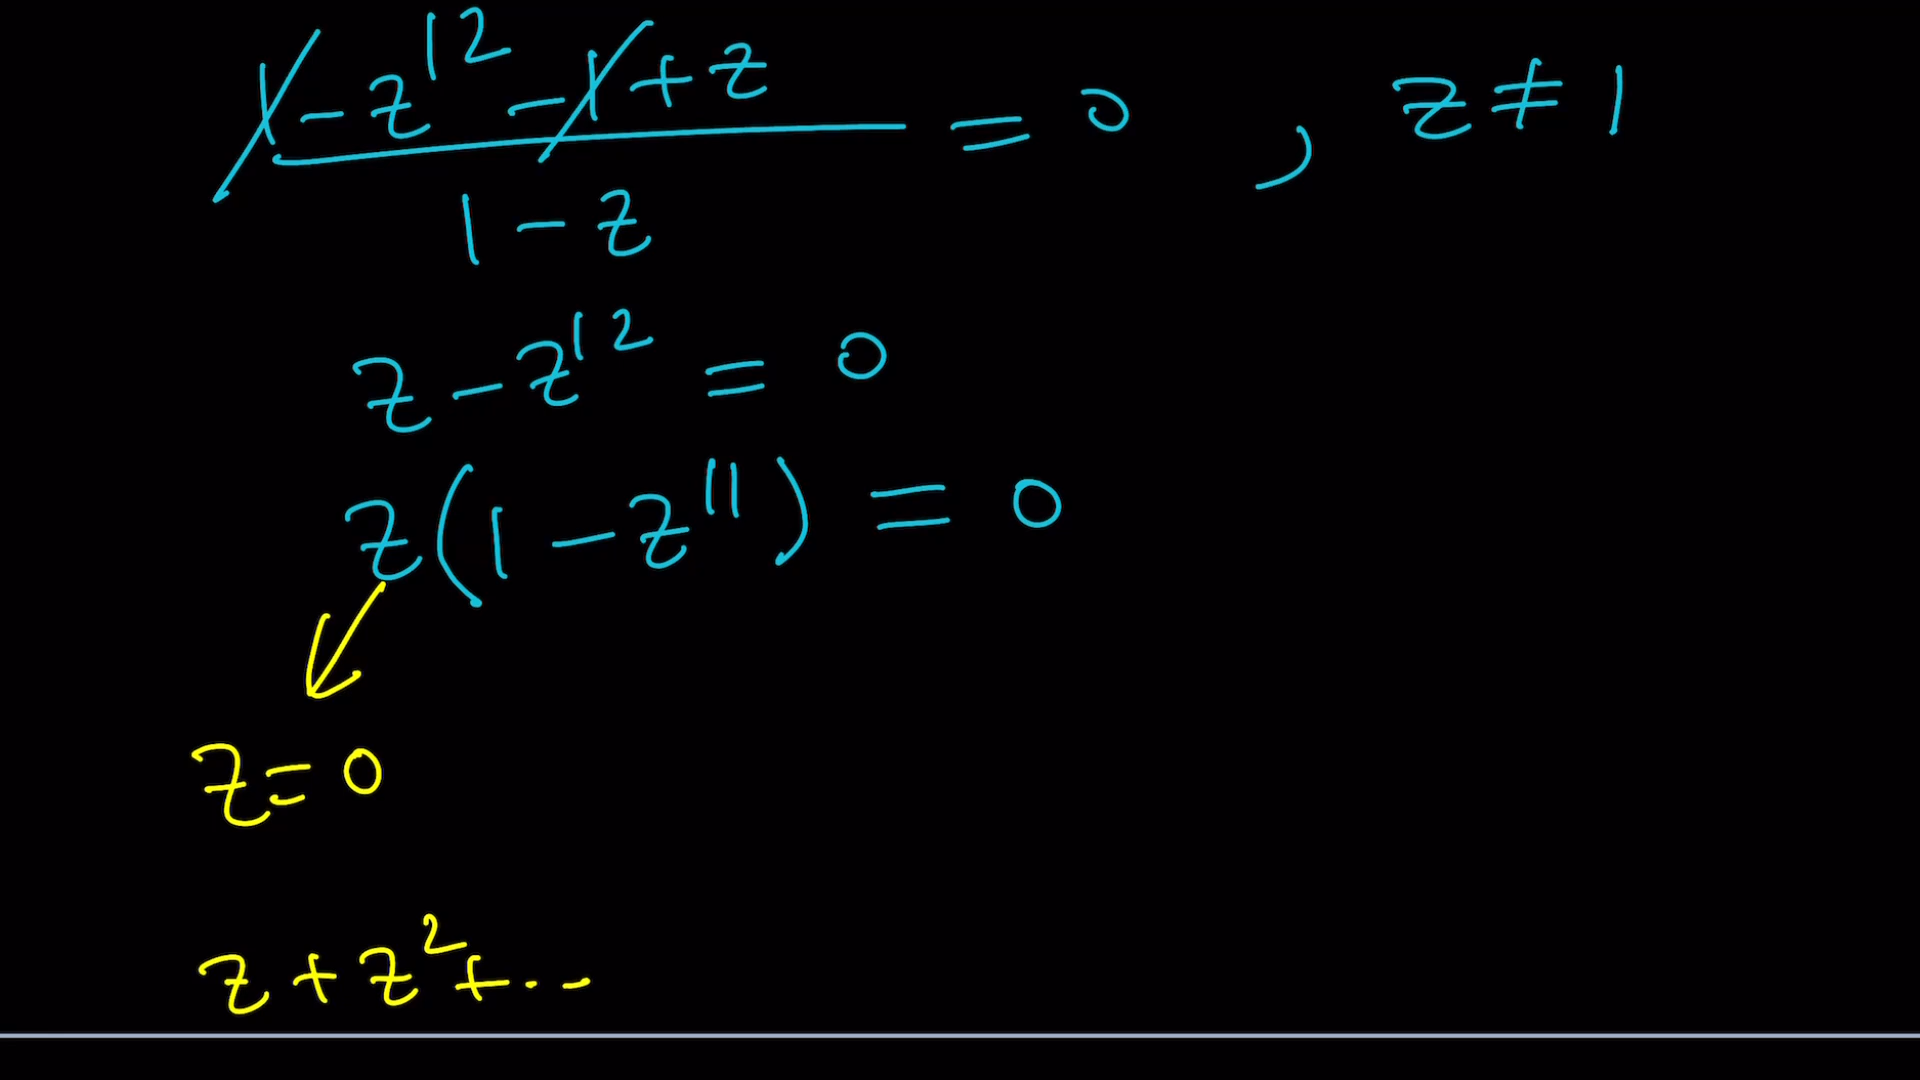 1 - z^12 - 1 + z = 0 , z ≠ 1
1 - z
z - z^12 = 0
z(1 - z^11) = 0
z = 0
z + z^2 + ..